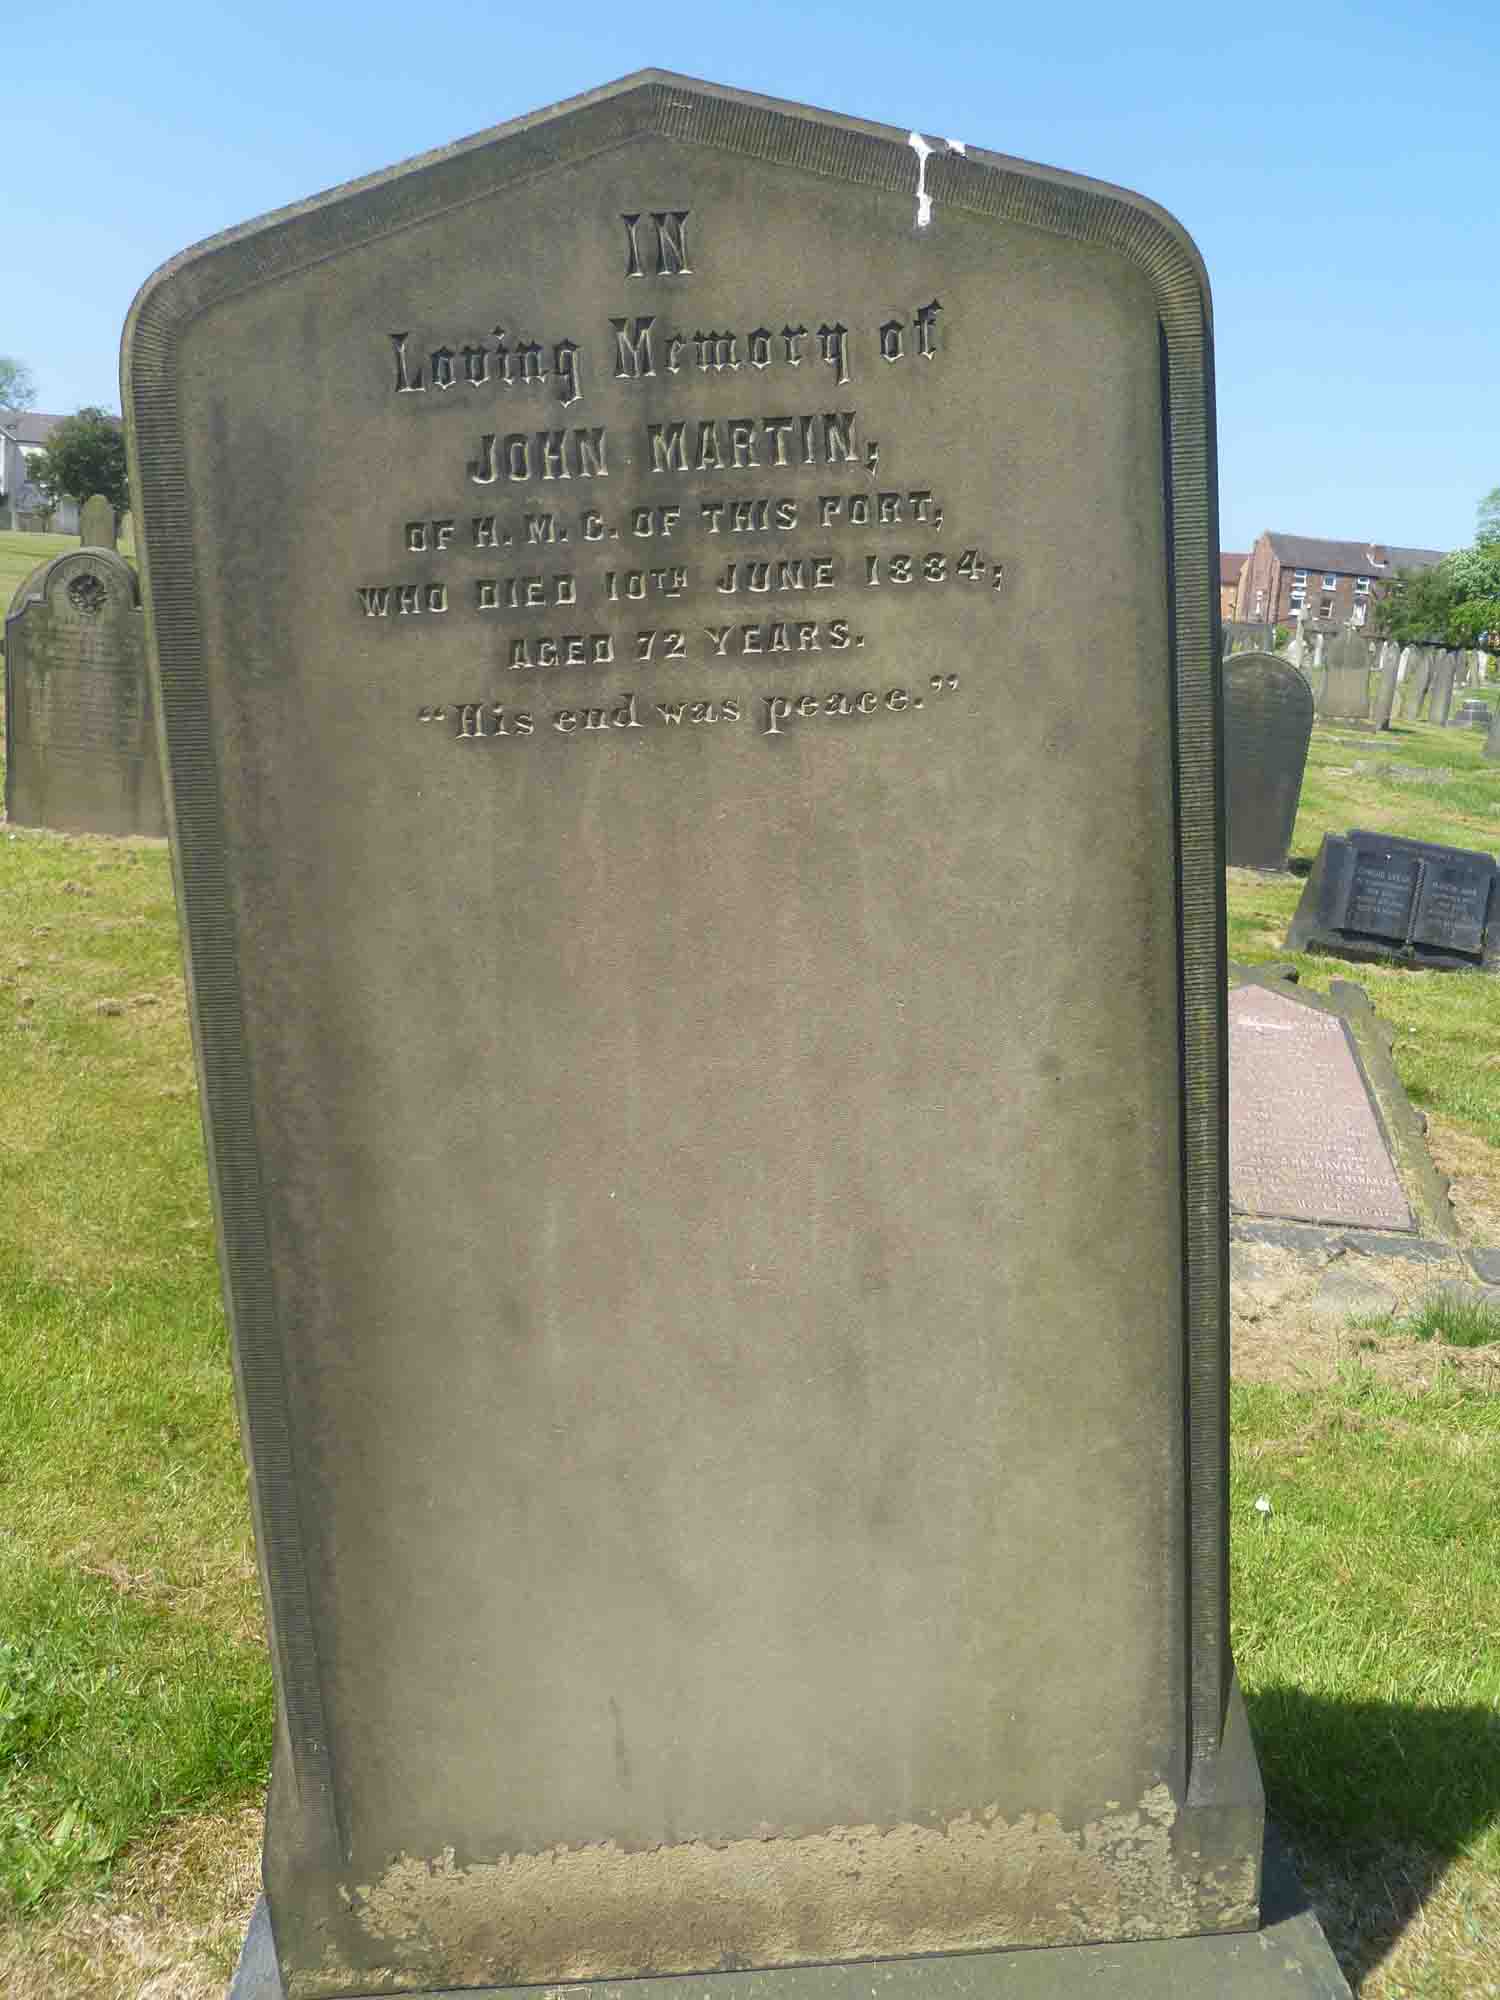 IN
Loving Memory of
JOHN MARTIN;
OF H. M. C. OF THIS PORT,
WHO DIED 10TH JUNE 1884;
AGED 72 YEARS.
"His end was peace."